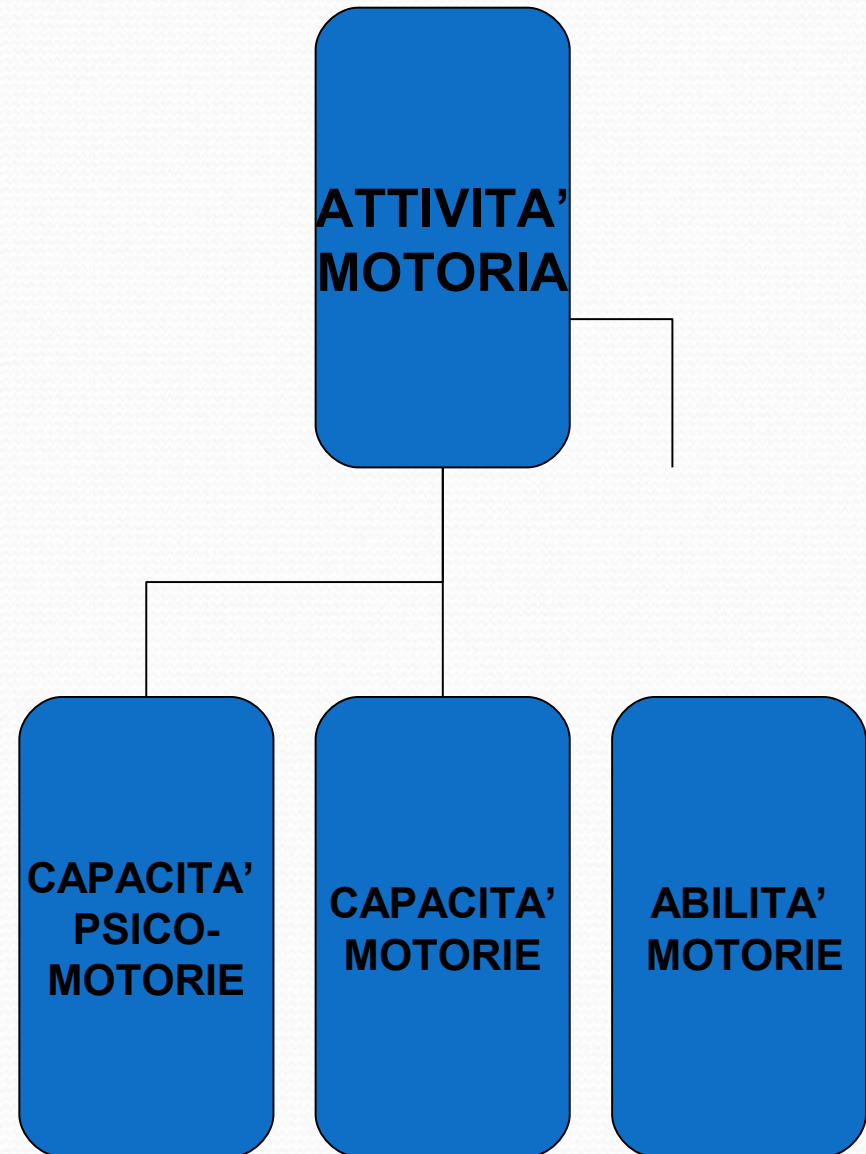 ATTIVITA’
MOTORIA
CAPACITA’
PSICO-
MOTORIE
CAPACITA’
MOTORIE
ABILITA’
MOTORIE